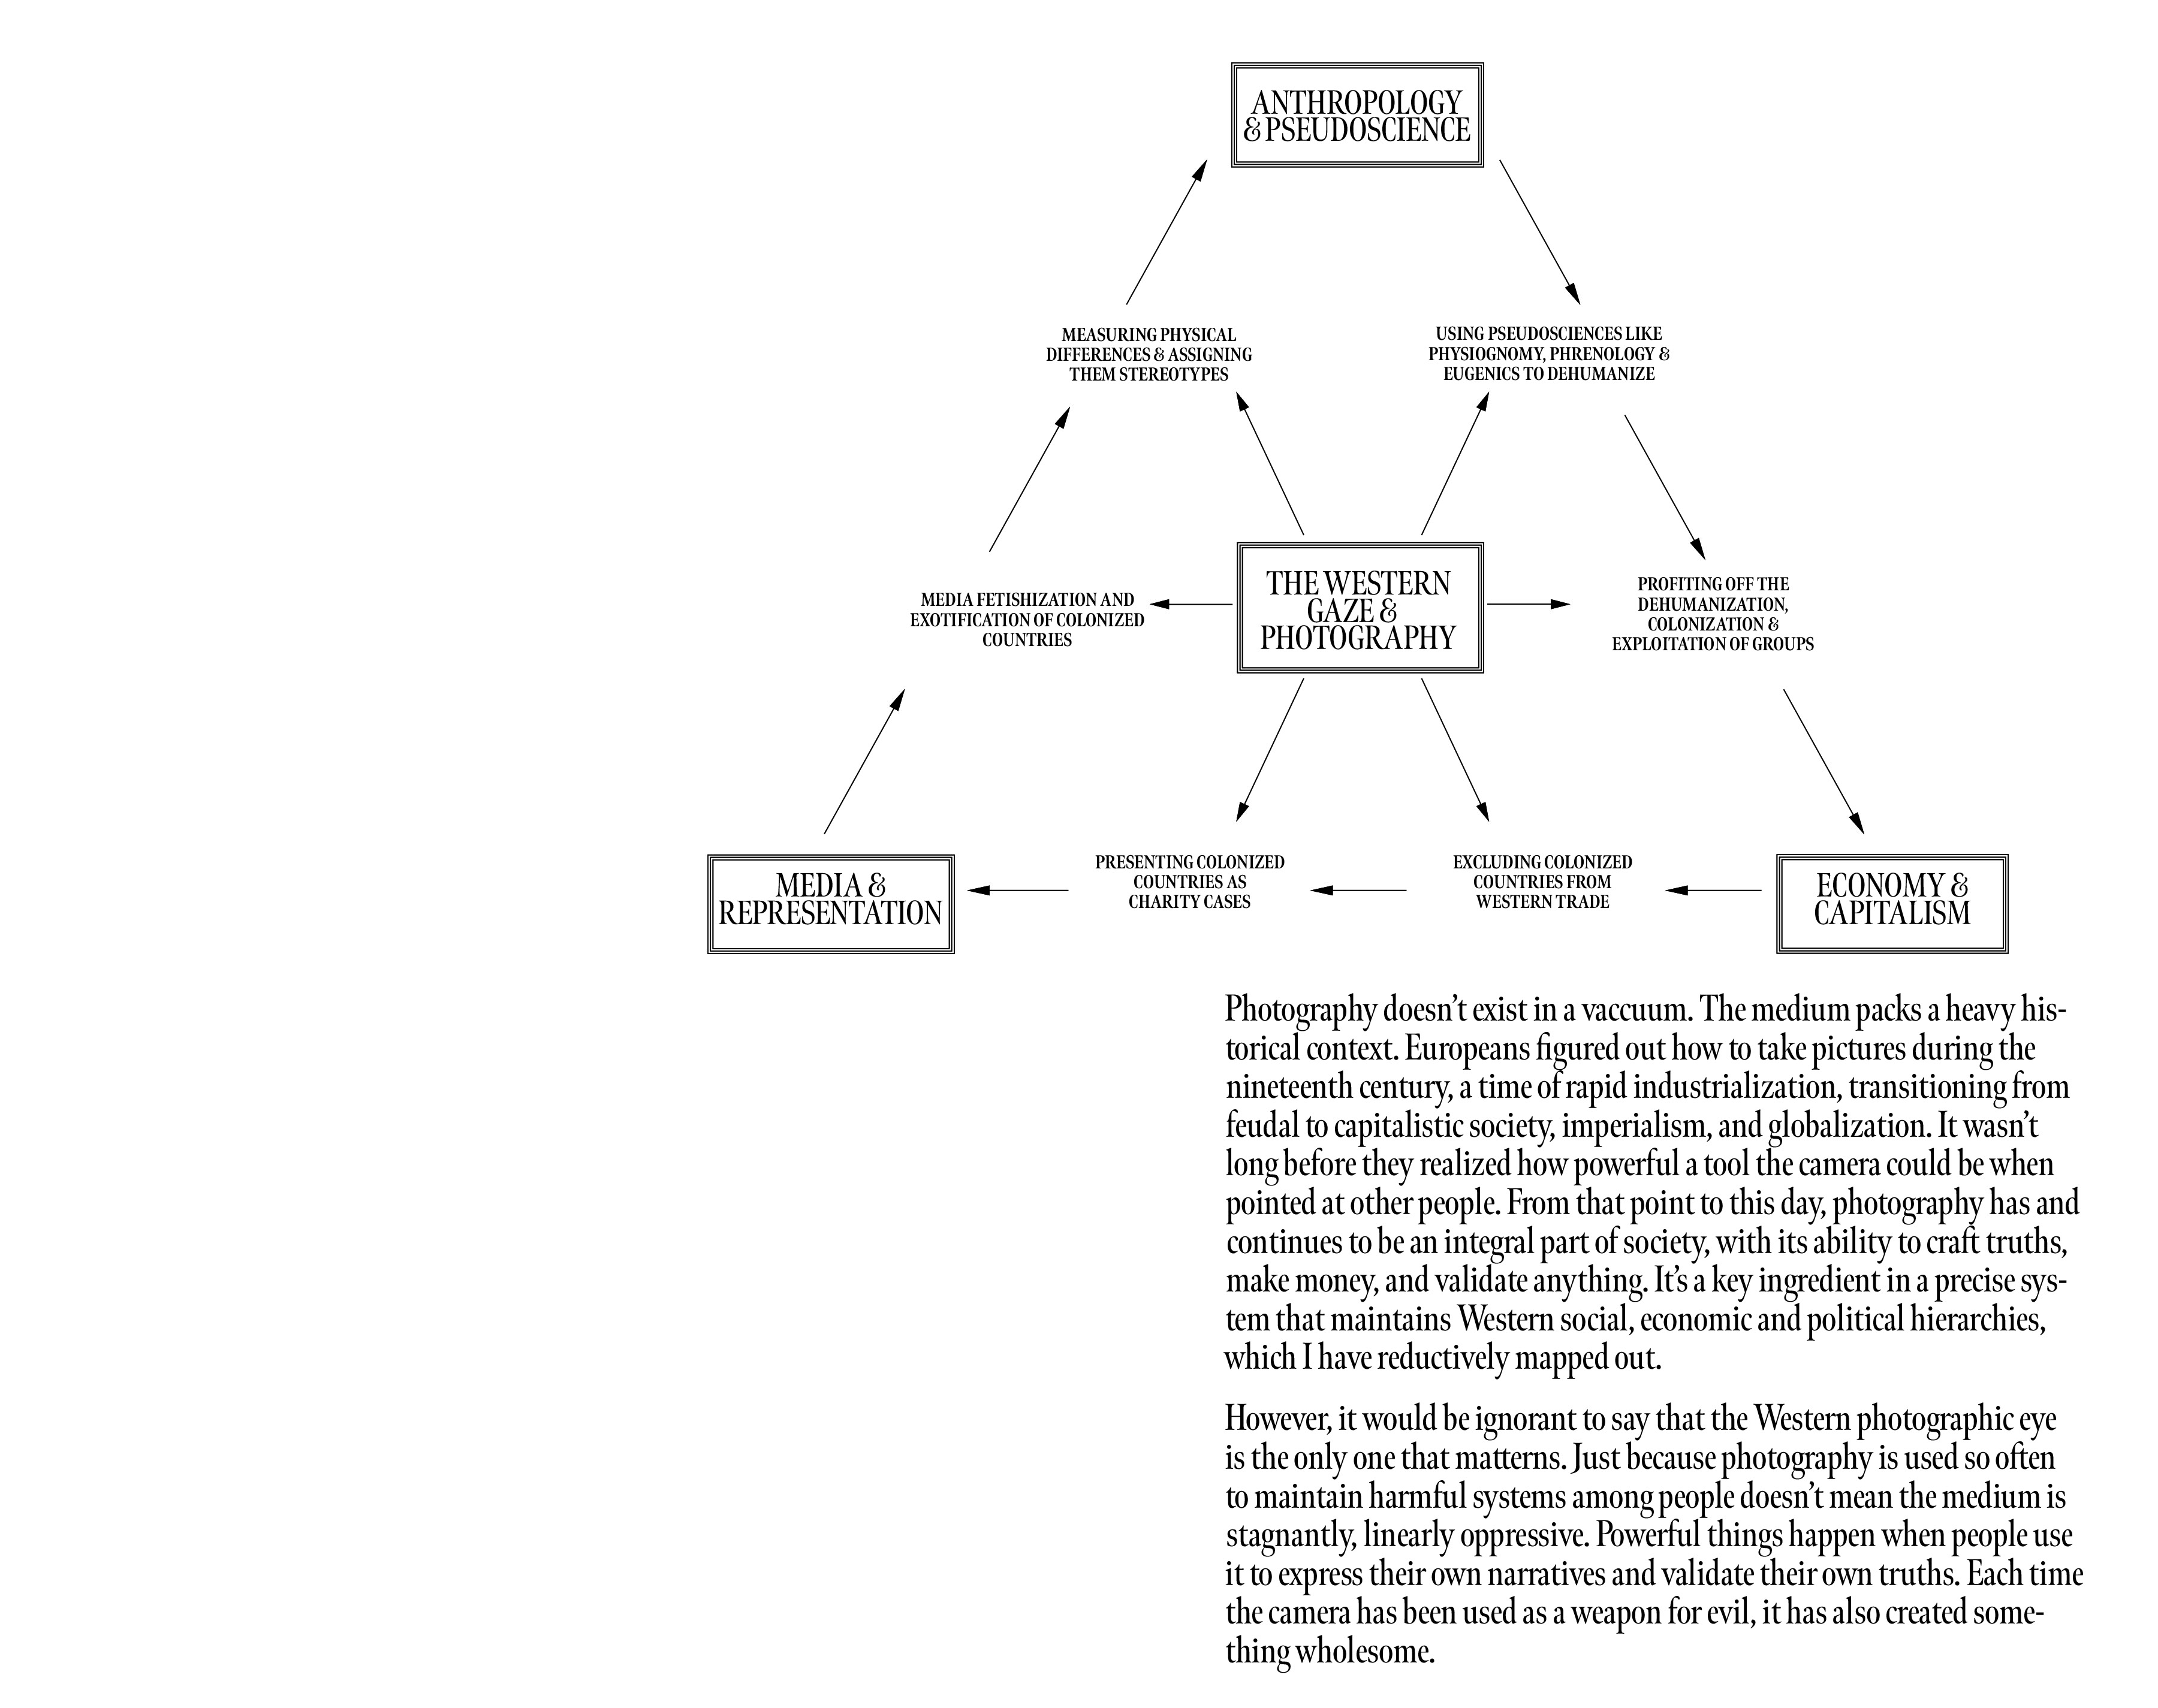 ANTHROPOLOGY
& PSEUDOSCIENCE
MEASURING PHYSICAL
DIFFERENCES & ASSIGNING
THEM STEREOTYPES
USING PSEUDOSCIENCES LIKE
PHYSIOGNOMY, PHRENOLOGY &
EUGENICS TO DEHUMANIZE
MEDIA FETISHIZATION AND
EXOTIFICATION OF COLONIZED
COUNTRIES
THE WESTERN
GAZE &
PHOTOGRAPHY
PROFITING OFF THE
DEHUMANIZATION,
COLONIZATION &
EXPLOITATION OF GROUPS
MEDIA &
REPRESENTATION
PRESENTING COLONIZED
COUNTRIES AS
CHARITY CASES
EXCLUDING COLONIZED
COUNTRIES FROM
WESTERN TRADE
ECONOMY &
CAPITALISM
Photography doesn’t exist in a vaccuum. The medium packs a heavy his-
torical context. Europeans figured out how to take pictures during the
nineteenth century, a time of rapid industrialization, transitioning from
feudal to capitalistic society, imperialism, and globalization. It wasn’t
long before they realized how powerful a tool the camera could be when
pointed at other people. From that point to this day, photography has and
continues to be an integral part of society, with its ability to craft truths,
make money, and validate anything. It’s a key ingredient in a precise sys-
tem that maintains Western social, economic and political hierarchies,
which I have reductively mapped out.
However, it would be ignorant to say that the Western photographic eye
is the only one that matterns. Just because photography is used so often
to maintain harmful systems among people doesn’t mean the medium is
stagnantly, linearly oppressive. Powerful things happen when people use
it to express their own narratives and validate their own truths. Each time
the camera has been used as a weapon for evil, it has also created some-
thing wholesome.